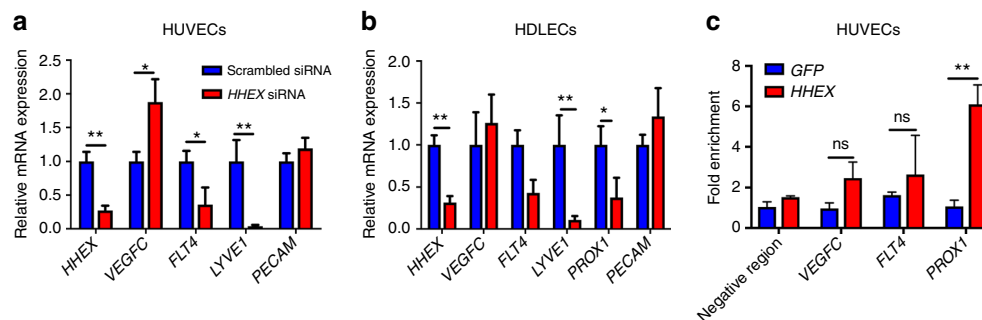 a
HUVECs
Relative mRNA expression
2.5
2.0
1.5
1.0
0.5
0.0
*
**
*
**
Scrambled siRNA
HHEX siRNA
HHEX
VEGFC
FLT4
LYVE1
PECAM
b
HDLECs
Relative mRNA expression
2.0
1.5
1.0
0.5
0.0
**
**
*
HHEX
VEGFC
FLT4
LYVE1
PROX1
PECAM
c
HUVECs
Fold enrichment
8
6
4
2
0
GFP
HHEX
ns
ns
**
Negative region
VEGFC
FLT4
PROX1